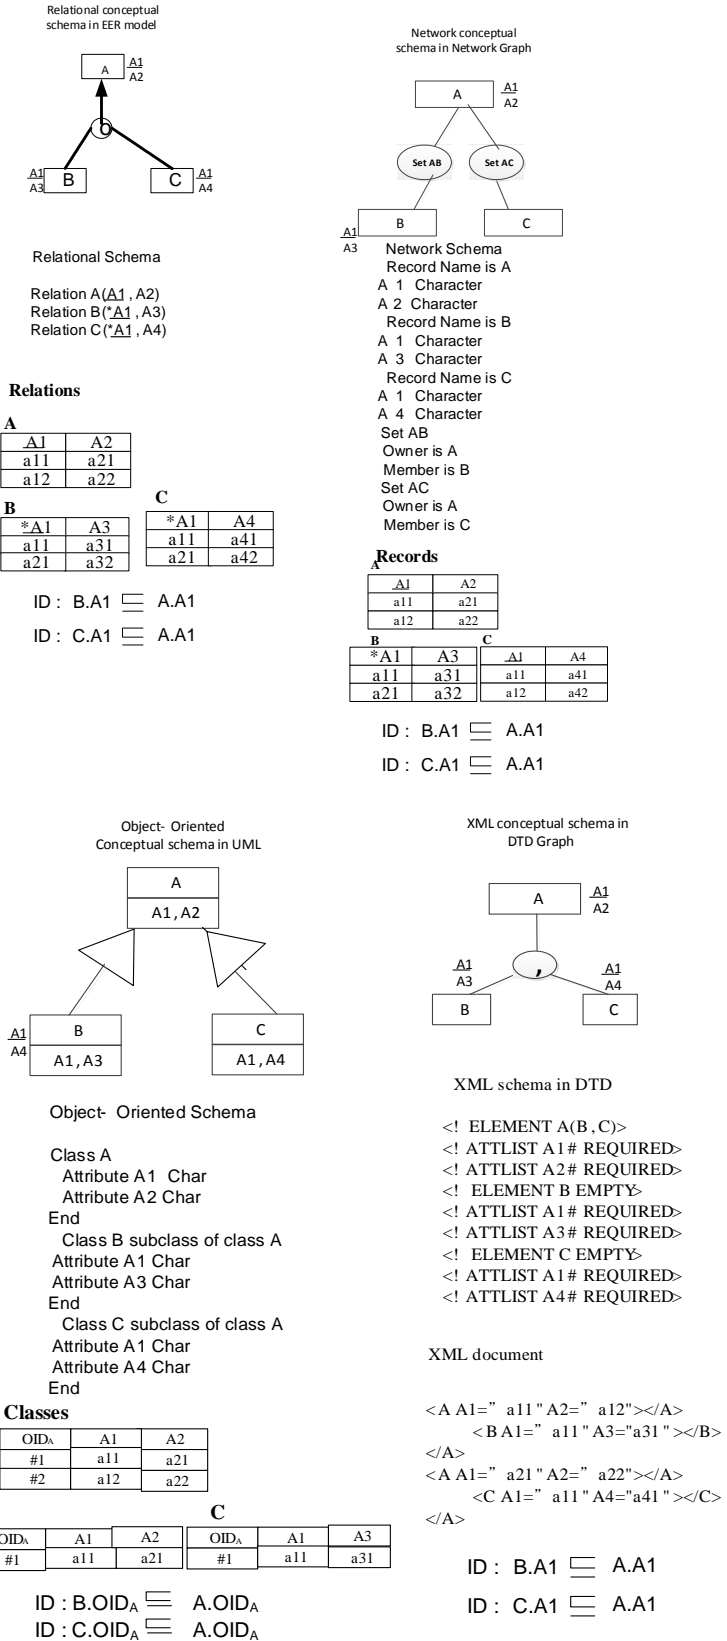 Relational conceptual
schema in EER model
A
A1
A2
O
A1
A3
B
C
A1
A4
Relational Schema
Relation A(A1 , A2)
Relation B(*A1 , A3)
Relation C(*A1 , A4)
Relations
A
A1 A2
a11 a21
a12 a22
B
*A1 A3
a11 a31
a21 a32
C
*A1 A4
a11 a41
a21 a42
ID : B.A1 ⊑ A.A1
ID : C.A1 ⊑ A.A1
Network conceptual
schema in Network Graph
A
A1
A2
Set AB
Set AC
B
C
A1
A3
Network Schema
Record Name is A
A 1 Character
A 2 Character
Record Name is B
A 1 Character
A 3 Character
Record Name is C
A 1 Character
A 4 Character
Set AB
Owner is A
Member is B
Set AC
Owner is A
Member is C
Records
A
A1 A2
a11 a21
a12 a22
B
*A1 A3
a11 a31
a21 a32
C
A1 A4
a11 a41
a12 a42
ID : B.A1 ⊑ A.A1
ID : C.A1 ⊑ A.A1
Object- Oriented
Conceptual schema in UML
A
A1 , A2
A1
A4
B
A1 , A3
C
A1 , A4
Object- Oriented Schema
Class A
Attribute A1 Char
Attribute A2 Char
End
Class B subclass of class A
Attribute A1 Char
Attribute A3 Char
End
Class C subclass of class A
Attribute A1 Char
Attribute A4 Char
End
Classes
OIDA A1 A2
#1 a11 a21
#2 a12 a22
OIDA A1 A2
#1 a11 a21
C
OIDA A1 A3
#1 a11 a31
ID : B.OIDA ⊑ A.OIDA
ID : C.OIDA ⊑ A.OIDA
XML conceptual schema in
DTD Graph
A
A1
A2
,
A1
A3
A1
A4
B
C
XML schema in DTD
<! ELEMENT A(B , C)>
<! ATTLIST A1 # REQUIRED>
<! ATTLIST A2 # REQUIRED>
<! ELEMENT B EMPTY>
<! ATTLIST A1 # REQUIRED>
<! ATTLIST A3 # REQUIRED>
<! ELEMENT C EMPTY>
<! ATTLIST A1 # REQUIRED>
<! ATTLIST A4 # REQUIRED>
XML document
<A A1=” a11" A2=” a12"></A>
<B A1=” a11" A3="a31 "></B>
</A>
<A A1=” a21" A2=” a22"></A>
<C A1=” a11" A4="a41 "></C>
</A>
ID : B.A1 ⊑ A.A1
ID : C.A1 ⊑ A.A1